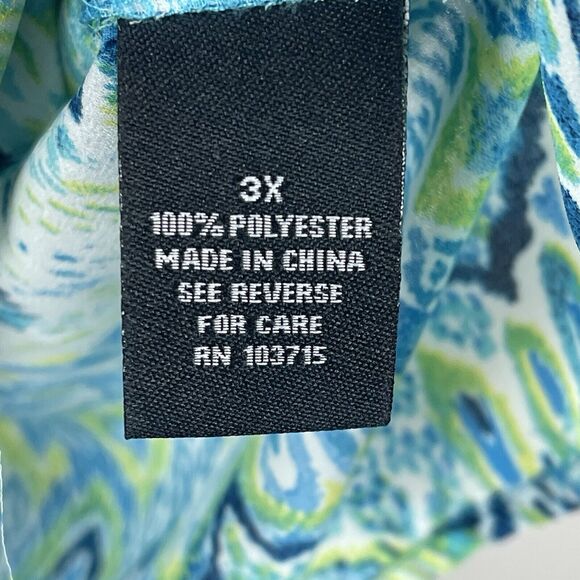 3X
100% POLYESTER
MADE IN CHINA
SEE REVERSE
FOR CARE
RN 103715